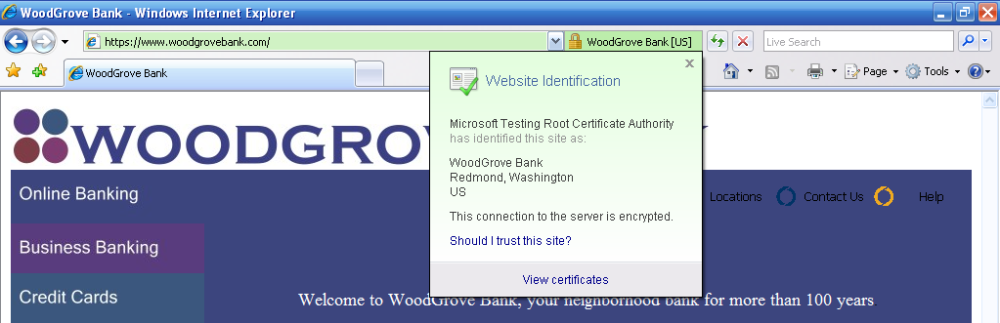 WoodGrove Bank - Windows Internet Explorer
https://www.woodgrovebank.com/
WoodGrove Bank [US]
Live Search
WoodGrove Bank
Page
Tools
Website Identification
Microsoft Testing Root Certificate Authority
has identified this site as:
WoodGrove Bank
Redmond, Washington
US
This connection to the server is encrypted.
Should I trust this site?
View certificates
WOODGRO
Online Banking
Locations
Contact Us
Help
Business Banking
Credit Cards
Welcome to WoodGrove Bank, your neighborhood bank for more than 100 years.